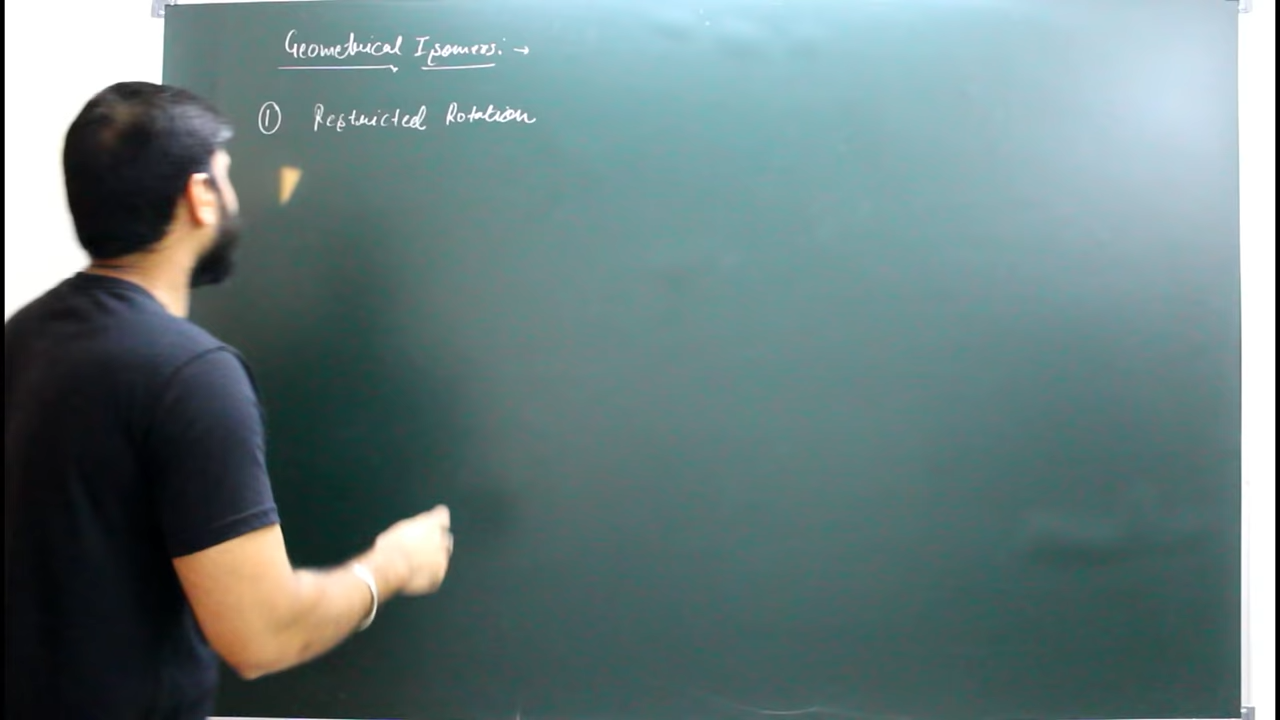 Geometrical Isomers: →
① Restricted Rotation